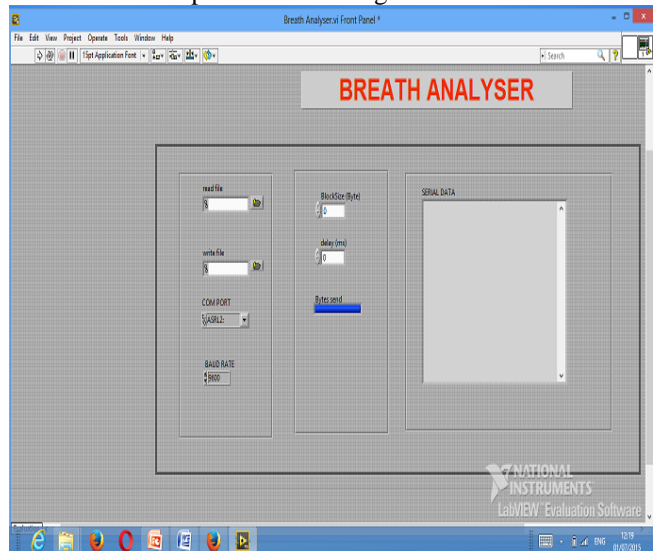 Breath Analyser.vi Front Panel *
File Edit View Project Operate Tools Window Help
15pt Application Font
Search
BREATH ANALYSER
read file
BlockSize (Byte)
SERIAL DATA
0
delay (ms)
write file
0
COM PORT
Bytes send
ASRL2:
BAUD RATE
9600
NATIONAL
INSTRUMENTS
LabVIEW Evaluation Software
ENG
12:19
01/07/2015